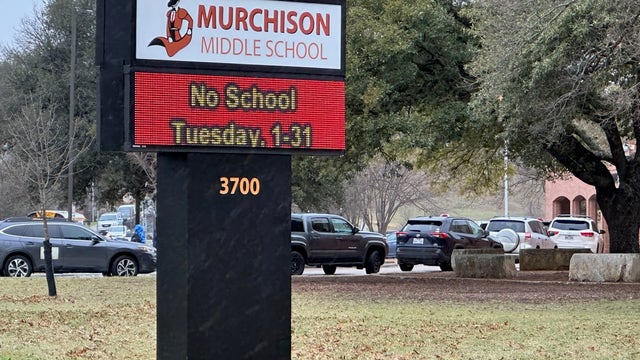 MURCHISON
MIDDLE SCHOOL
No School
Tuesday, 1-31
3700